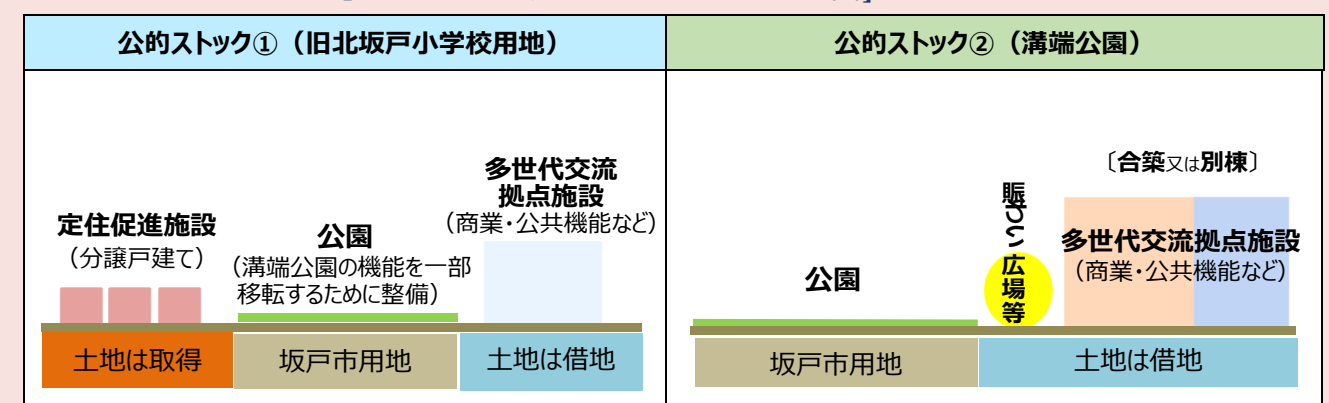 公的ストック①（旧北坂戸小学校用地）
公的ストック②（溝端公園）
定住促進施設
（分譲戸建て）
公園
（溝端公園の機能を一部
移転するために整備）
多世代交流
拠点施設
（商業・公共機能など）
土地は取得
坂戸市用地
土地は借地
公園
賑わい広場等
〔合築又は別棟〕
多世代交流拠点施設
（商業・公共機能など）
坂戸市用地
土地は借地